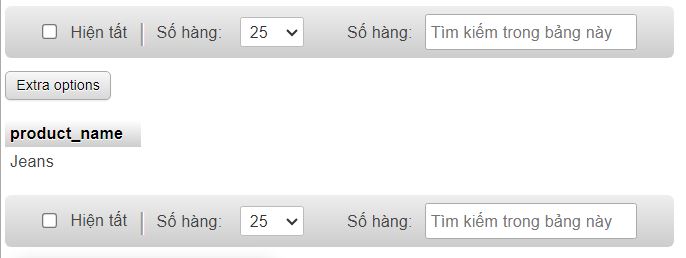 Hiện tất Số hàng: 25 Số hàng: Tìm kiếm trong bảng này
Extra options
product_name
Jeans
Hiện tất Số hàng: 25 Số hàng: Tìm kiếm trong bảng này